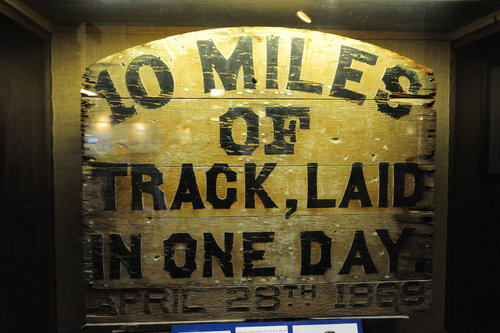 10 MILES
OF
TRACK, LAID
IN ONE DAY.
APRIL 28TH 1869